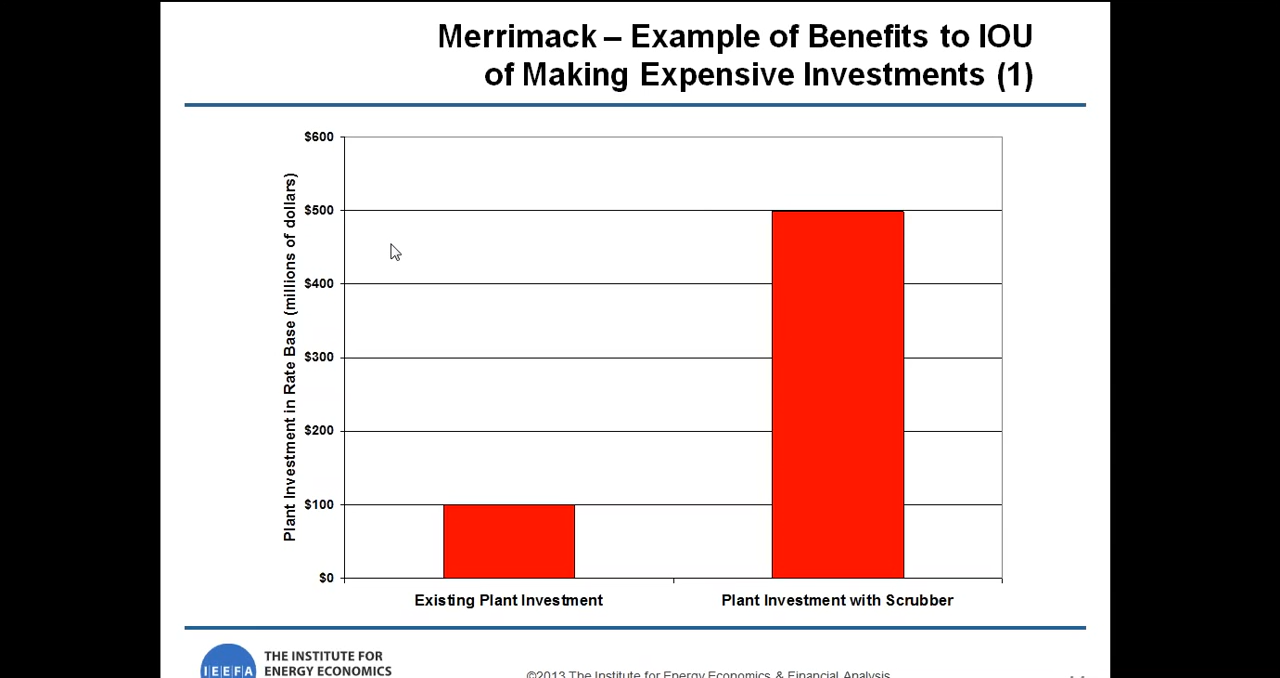 Merrimack – Example of Benefits to IOU
of Making Expensive Investments (1)
Plant Investment in Rate Base (millions of dollars)
$600
$500
$400
$300
$200
$100
$0
Existing Plant Investment
Plant Investment with Scrubber
IEEFA
THE INSTITUTE FOR
ENERGY ECONOMICS
©2013 The Institute for Energy Economics & Financial Analysis